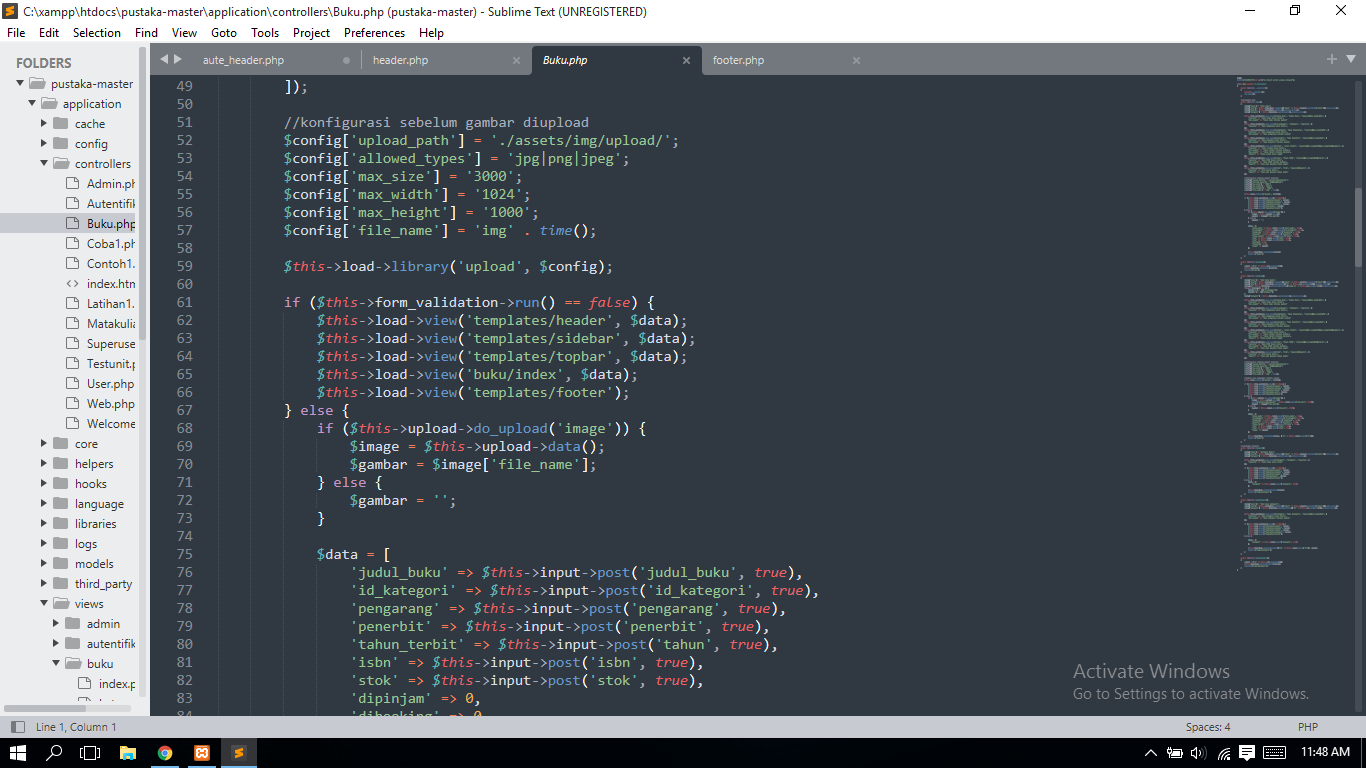 C:\xampp\htdocs\pustaka-master\application\controllers\Buku.php (pustaka-master) - Sublime Text (UNREGISTERED)
File Edit Selection Find View Goto Tools Project Preferences Help
FOLDERS
pustaka-master
application
cache
config
controllers
Admin.ph
Autentifik
Buku.php
Coba1.ph
Contoh1.
index.htm
Latihan1.
Matakulia
Superuse
Testunit.p
User.php
Web.php
Welcome
core
helpers
hooks
language
libraries
logs
models
third_party
views
admin
autentifik
buku
index.p
aute_header.php header.php Buku.php footer.php
49 ]);
50
51 //konfigurasi sebelum gambar diupload
52 $config['upload_path'] = './assets/img/upload/';
53 $config['allowed_types'] = 'jpg|png|jpeg';
54 $config['max_size'] = '3000';
55 $config['max_width'] = '1024';
56 $config['max_height'] = '1000';
57 $config['file_name'] = 'img' . time();
58
59 $this->load->library('upload', $config);
60
61 if ($this->form_validation->run() == false) {
62 $this->load->view('templates/header', $data);
63 $this->load->view('templates/sidebar', $data);
64 $this->load->view('templates/topbar', $data);
65 $this->load->view('buku/index', $data);
66 $this->load->view('templates/footer');
67 } else {
68 if ($this->upload->do_upload('image')) {
69 $image = $this->upload->data();
70 $gambar = $image['file_name'];
71 } else {
72 $gambar = '';
73 }
74
75 $data = [
76 'judul_buku' => $this->input->post('judul_buku', true),
77 'id_kategori' => $this->input->post('id_kategori', true),
78 'pengarang' => $this->input->post('pengarang', true),
79 'penerbit' => $this->input->post('penerbit', true),
80 'tahun_terbit' => $this->input->post('tahun', true),
81 'isbn' => $this->input->post('isbn', true),
82 'stok' => $this->input->post('stok', true),
83 'dipinjam' => 0,
84 'dibooking' => 0,
Activate Windows
Go to Settings to activate Windows.
Line 1, Column 1 Spaces: 4 PHP
11:48 AM